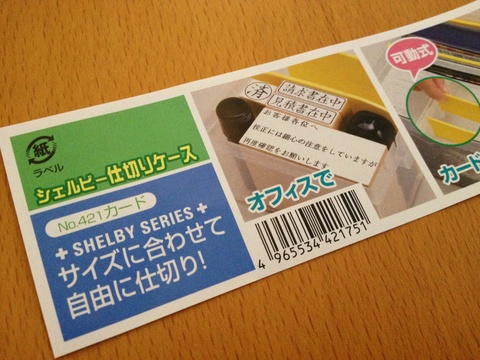 紙
ラベル
シェルビー仕切りケース
No.421カード
SHELBY SERIES
サイズに合わせて
自由に仕切り!
済
請求書在中
見積書在中
お客様各位へ
校正には細心の注意をしていますが
再度確認をお願いします
オフィスで
4 965534 421751
可動式
カード